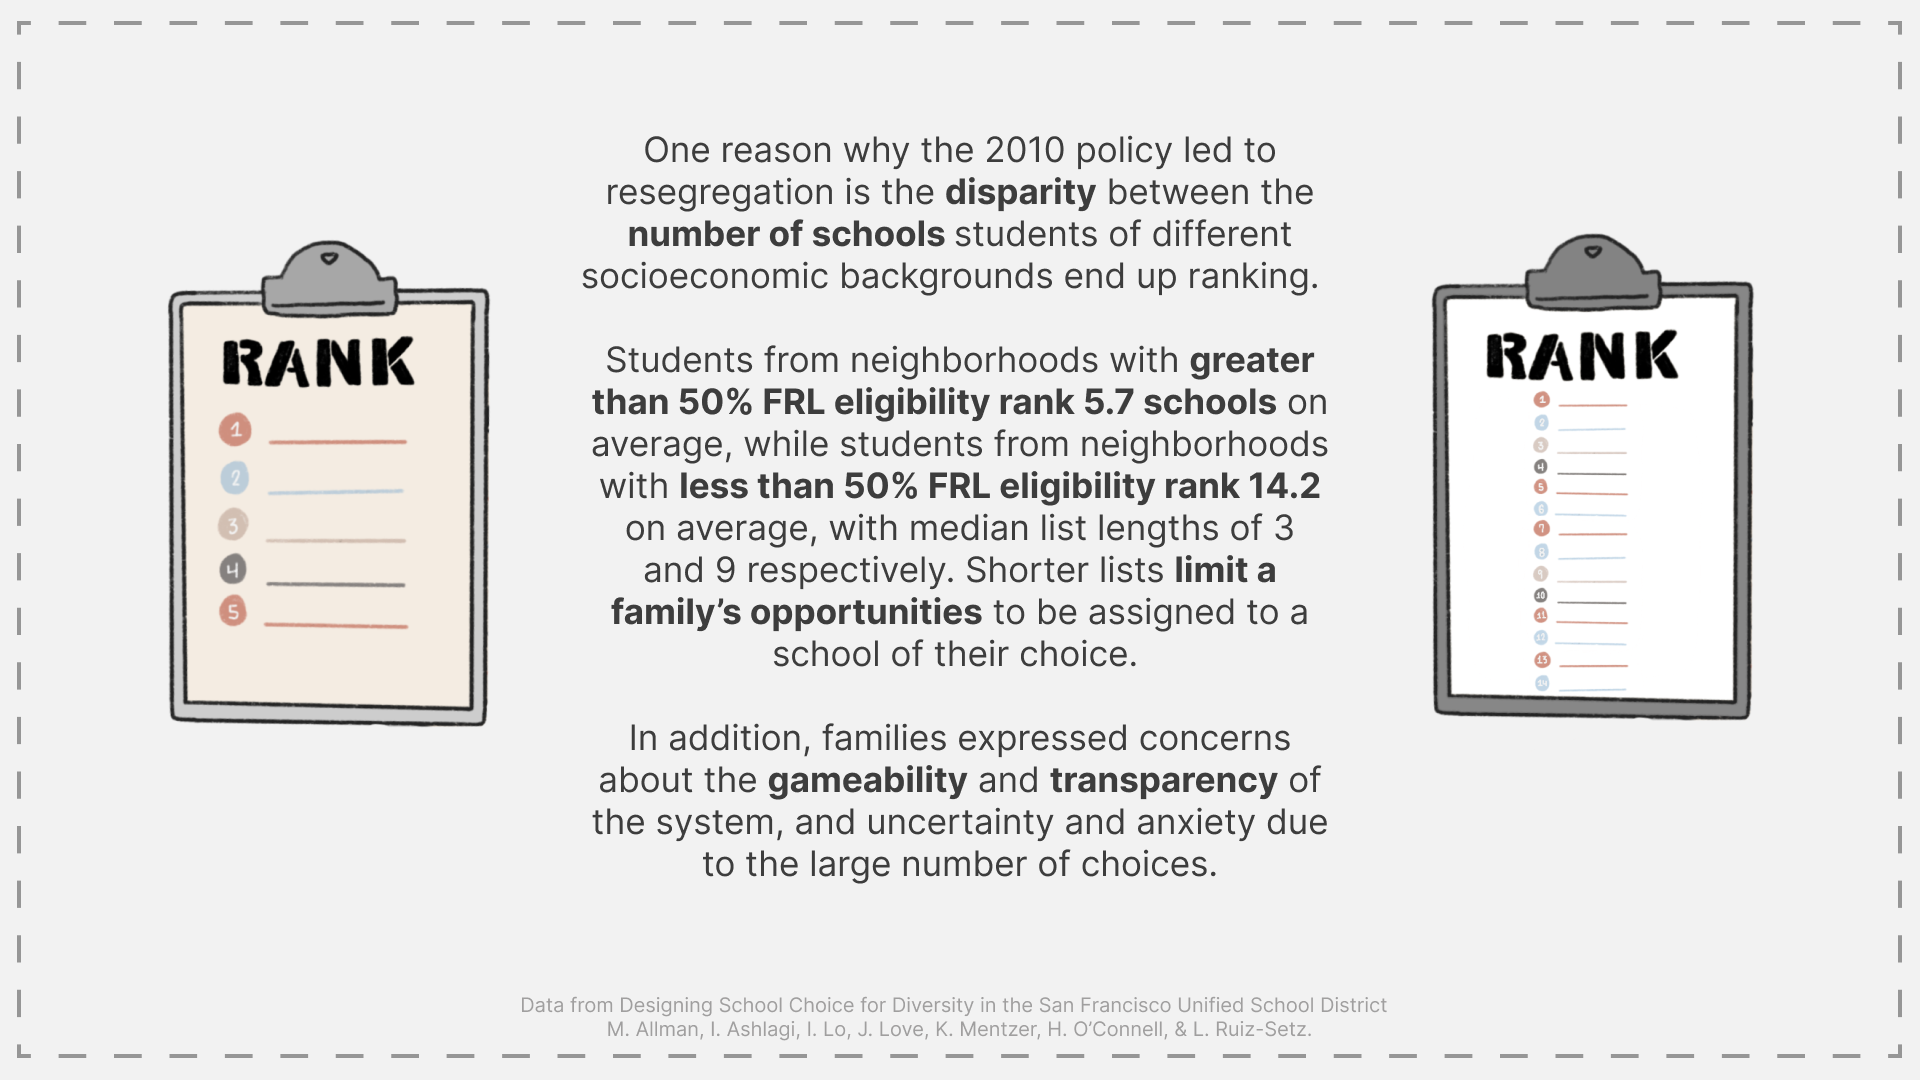 One reason why the 2010 policy led to
resegregation is the disparity between the
number of schools students of different
socioeconomic backgrounds end up ranking.
Students from neighborhoods with greater
than 50% FRL eligibility rank 5.7 schools on
average, while students from neighborhoods
with less than 50% FRL eligibility rank 14.2
on average, with median list lengths of 3
and 9 respectively. Shorter lists limit a
family’s opportunities to be assigned to a
school of their choice.
In addition, families expressed concerns
about the gameability and transparency of
the system, and uncertainty and anxiety due
to the large number of choices.
RANK
1
2
3
4
5
RANK
1
2
3
4
5
6
7
8
9
10
11
12
13
14
Data from Designing School Choice for Diversity in the San Francisco Unified School District
M. Allman, I. Ashlagi, I. Lo, J. Love, K. Mentzer, H. O’Connell, & L. Ruiz-Setz.